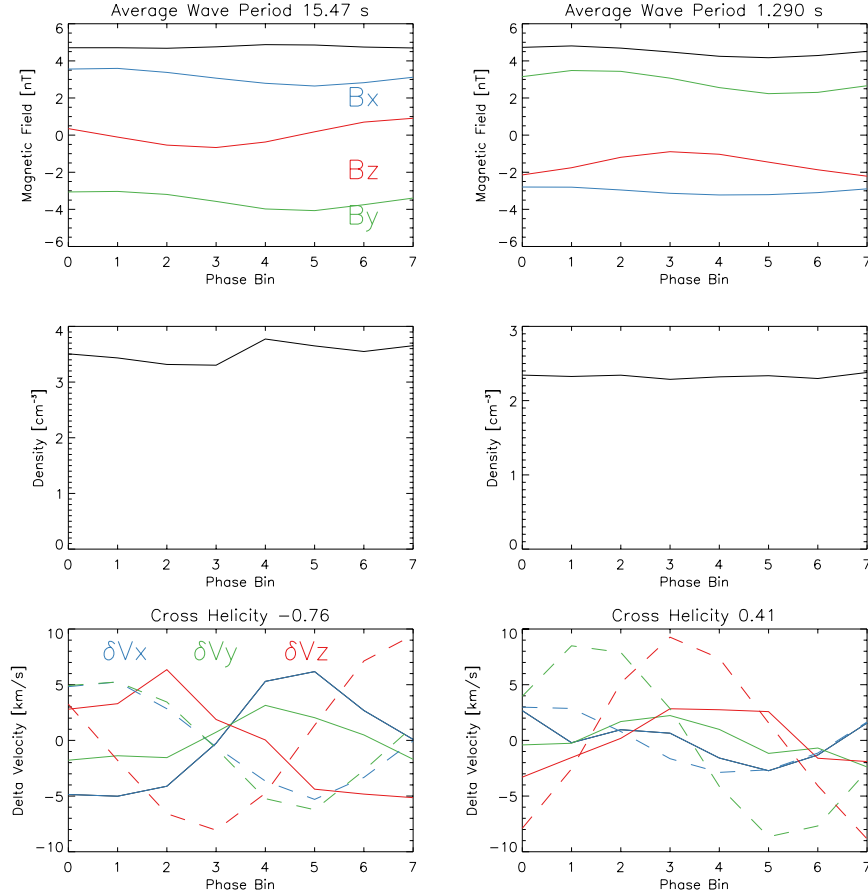 Average Wave Period 15.47 s
6
4
2
0
−2
−4
−6
Magnetic Field [nT]
Bx
Bz
By
0 1 2 3 4 5 6 7
Phase Bin
Average Wave Period 1.290 s
6
4
2
0
−2
−4
−6
Magnetic Field [nT]
0 1 2 3 4 5 6 7
Phase Bin
4
3
2
1
0
Density [cm⁻³]
0 1 2 3 4 5 6 7
Phase Bin
3
2
1
0
Density [cm⁻³]
0 1 2 3 4 5 6 7
Phase Bin
Cross Helicity −0.76
10
5
0
−5
−10
Delta Velocity [km/s]
δVx δVy δVz
0 1 2 3 4 5 6 7
Phase Bin
Cross Helicity 0.41
10
5
0
−5
−10
Delta Velocity [km/s]
0 1 2 3 4 5 6 7
Phase Bin